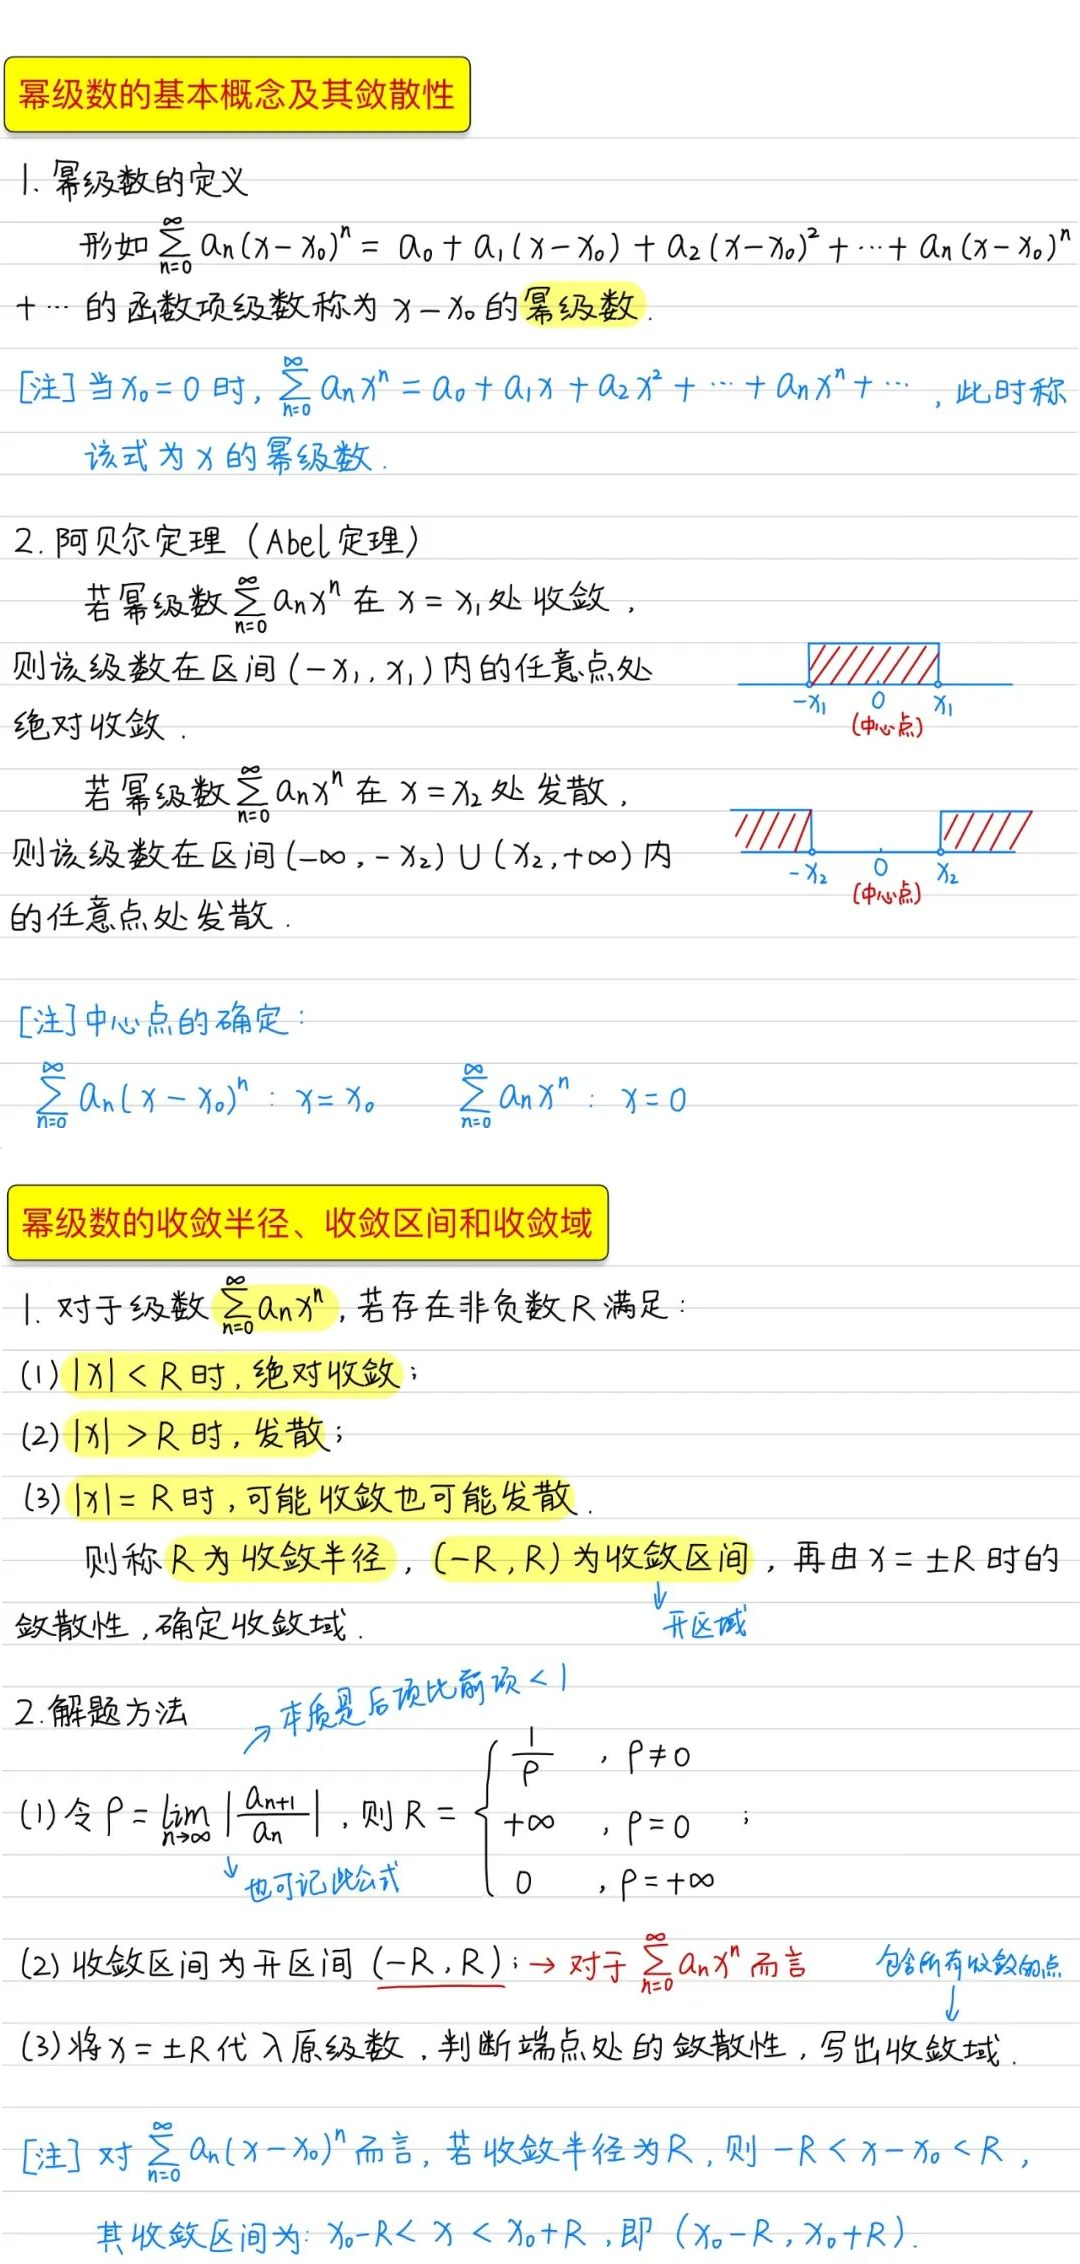 幂级数的基本概念及其敛散性
1. 幂级数的定义
形如 $\sum_{n=0}^{\infty} a_n(x-x_0)^n = a_0 + a_1(x-x_0) + a_2(x-x_0)^2 + \cdots + a_n(x-x_0)^n$
$+ \cdots$ 的函数项级数称为 $x-x_0$ 的幂级数.
[注] 当 $x_0=0$ 时, $\sum_{n=0}^{\infty} a_n x^n = a_0 + a_1 x + a_2 x^2 + \cdots + a_n x^n + \cdots$ , 此时称
该式为 $x$ 的幂级数.
2. 阿贝尔定理 (Abel定理)
若幂级数 $\sum_{n=0}^{\infty} a_n x^n$ 在 $x=x_1$ 处收敛,
则该级数在区间 $(-x_1, x_1)$ 内的任意点处
绝对收敛.
$-x_1$ 0 $x_1$
(中心点)
若幂级数 $\sum_{n=0}^{\infty} a_n x^n$ 在 $x=x_2$ 处发散,
则该级数在区间 $(-\infty, -x_2) \cup (x_2, +\infty)$ 内
的任意点处发散.
$-x_2$ 0 $x_2$
(中心点)
[注] 中心点的确定:
$\sum_{n=0}^{\infty} a_n(x-x_0)^n : x=x_0$ $\sum_{n=0}^{\infty} a_n x^n : x=0$
幂级数的收敛半径、收敛区间和收敛域
1. 对于级数 $\sum_{n=0}^{\infty} a_n x^n$, 若存在非负数R满足:
(1) $|x|<R$ 时, 绝对收敛;
(2) $|x|>R$ 时, 发散;
(3) $|x|=R$ 时, 可能收敛也可能发散.
则称R为收敛半径, $(-R, R)$ 为收敛区间, 再由 $x=\pm R$ 时的
↓
开区域
敛散性, 确定收敛域.
2. 解题方法
↗ 本质是后项比前项 < 1
(1) 令 $\rho = \lim_{n\to\infty} \left|\frac{a_{n+1}}{a_n}\right|$, 则 $R = \begin{cases} \frac{1}{\rho} & , \rho \neq 0 \\ +\infty & , \rho = 0 \\ 0 & , \rho = +\infty \end{cases}$ ;
↓ 也可记此公式
(2) 收敛区间为开区间 $(-R, R)$; → 对于 $\sum_{n=0}^{\infty} a_n x^n$ 而言
包含所有收敛的点
↓
(3) 将 $x=\pm R$ 代入原级数, 判断端点处的敛散性, 写出收敛域.
[注] 对 $\sum_{n=0}^{\infty} a_n(x-x_0)^n$ 而言, 若收敛半径为R, 则 $-R<x-x_0<R$,
其收敛区间为: $x_0-R<x<x_0+R$, 即 $(x_0-R, x_0+R)$.